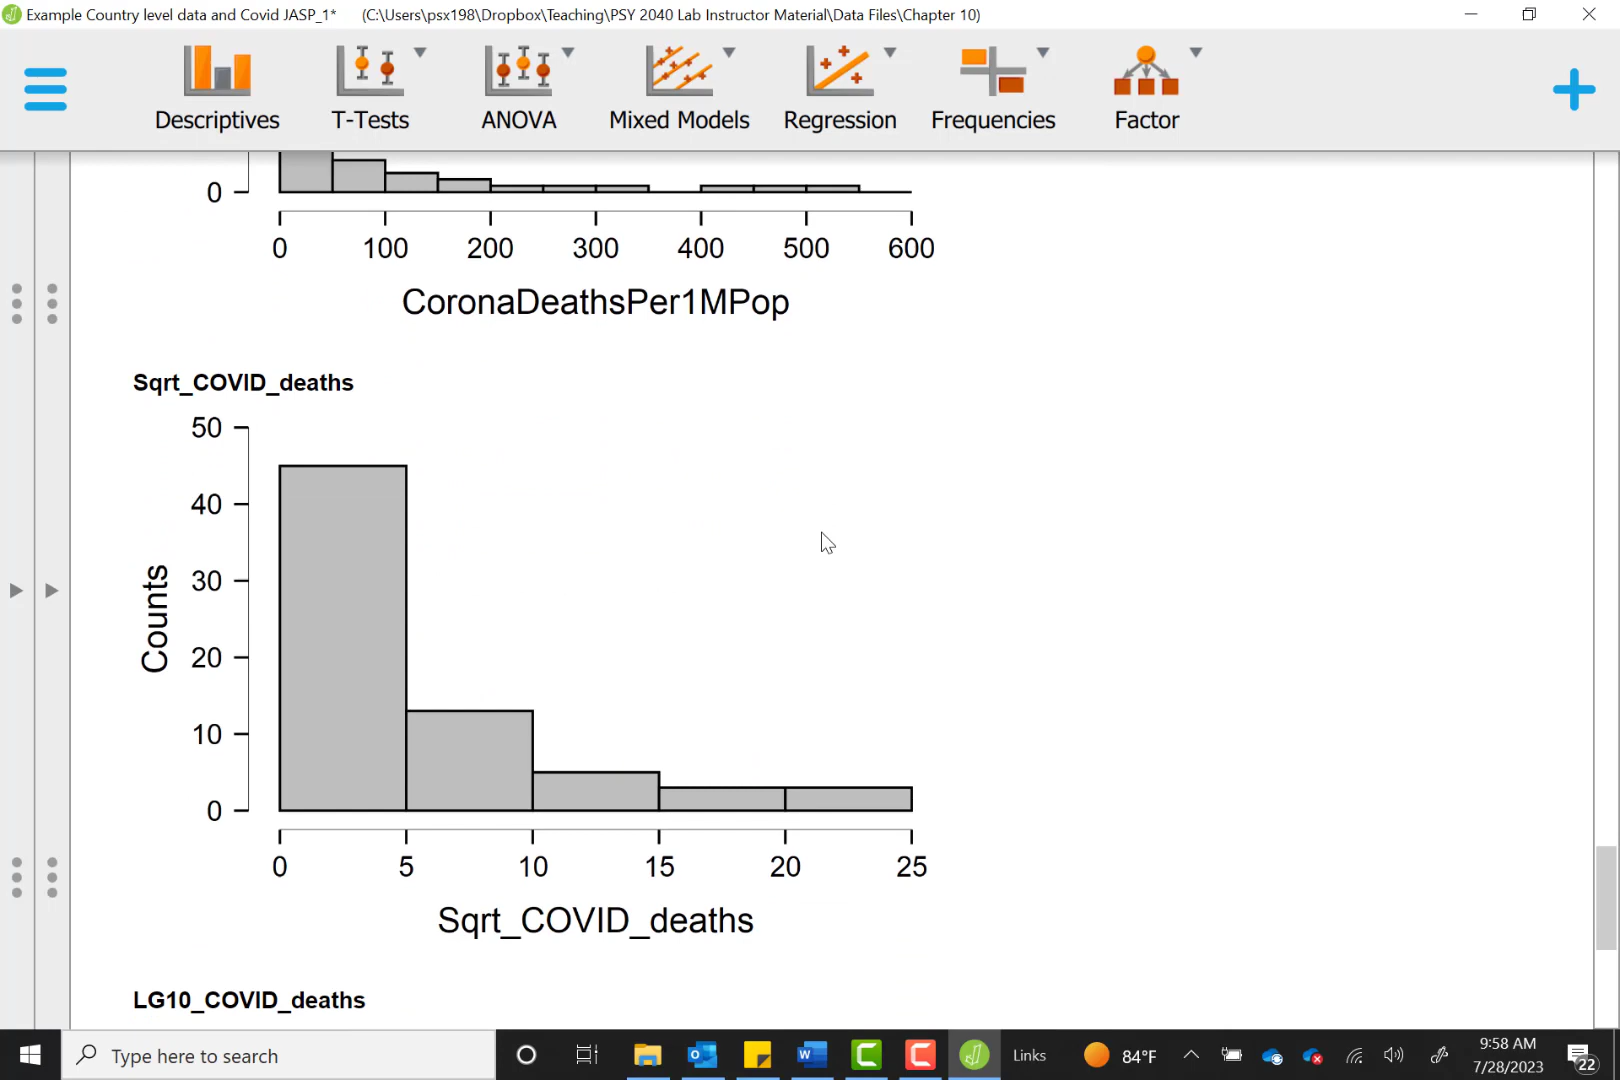 Example Country level data and Covid JASP_1* (C:\Users\psx198\Dropbox\Teaching\PSY 2040 Lab Instructor Material\Data Files\Chapter 10)
Descriptives T-Tests ANOVA Mixed Models Regression Frequencies Factor
0
0 100 200 300 400 500 600
CoronaDeathsPer1MPop
Sqrt_COVID_deaths
50
40
30
20
10
0
Counts
0 5 10 15 20 25
Sqrt_COVID_deaths
LG10_COVID_deaths
Type here to search
Links
84°F
9:58 AM
7/28/2023
22